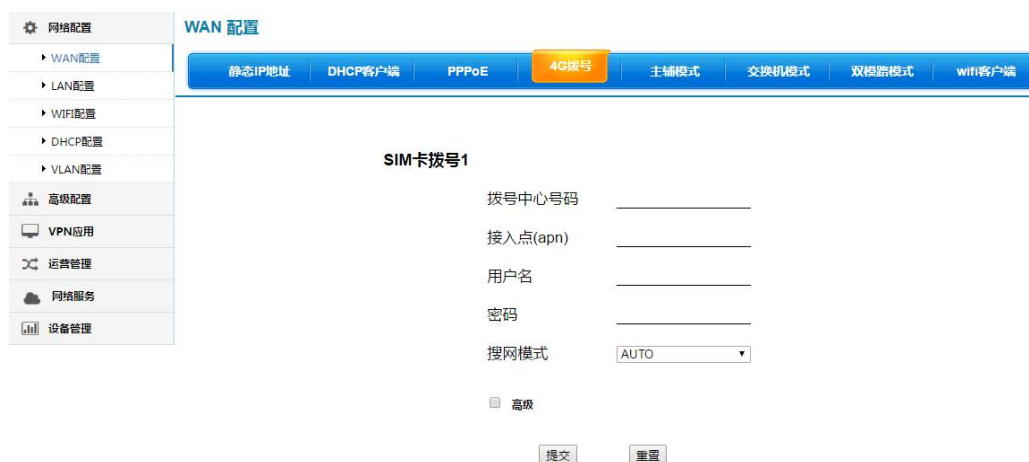 网络配置
WAN配置
LAN配置
WIFI配置
DHCP配置
VLAN配置
高级配置
VPN应用
运营管理
网络服务
设备管理
WAN 配置
静态IP地址 DHCP客户端 PPPoE 4G拨号 主辅模式 交换机模式 双模路模式 wifi客户端
SIM卡拨号1
拨号中心号码
接入点(apn)
用户名
密码
搜网模式 AUTO
高级
提交 重置